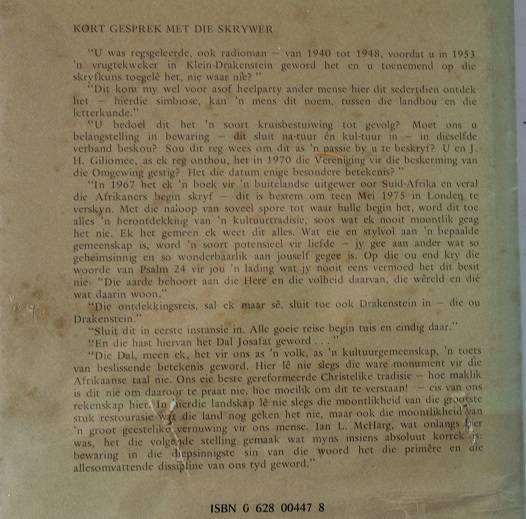 KORT GESPREK MET DIE SKRYWER
"U was regsgeleerde, ook radioman — van 1940 tot 1948, voordat u in 1953
'n vrugtekweker in Klein-Drakenstein geword het en u toenemend op die
skryfkuns toegelê het, nie waar nie?"
"Dit kom my wel voor asof heelparty ander mense hier dit sedertdien ontdek
het — hierdie simbiose, kan 'n mens dit noem, tussen die landbou en die
letterkunde."
"U bedoel dit het 'n soort kruisbestuiwing tot gevolg? Moet ons u
belangstelling in bewaring — dit sluit na-tuur én kul-tuur in — in dieselfde
verband beskou? Sou dit reg wees om dit as 'n passie by u te beskryf? U en J.
H. Giliomee, as ek reg onthou, het in 1970 die Vereniging vir die beskerming van
die Omgewing gestig? Het die datum enige besondere betekenis?"
"In 1967 het ek 'n boek vir 'n buitelandse uitgewer oor Suid-Afrika en veral
die Afrikaners begin skryf — dit is bestem om teen Mei 1975 in Londen te
verskyn. Met die naloop van soveel spore tot waar hulle begin het, word dit toe
alles 'n herontdekking van 'n kultuurtradisie, soos wat ek nooit moontlik geag
het nie. Ek het gemeen ek weet dit alles. Wat eie en stylvol aan 'n bepaalde
gemeenskap is, word 'n soort potensieel vir liefde — jy gee aan ander wat so
geheimsinnig en so wonderbaarlik aan jouself gegee is. Op die ou end kry die
woorde van Psalm 24 vir jou 'n lading wat jy nooit eens vermoed het dit besit
nie: "Die aarde behoort aan die Here en die volheid daarvan, die wêreld en dié
wat daarin woon."
"Die ontdekkingsreis, sal ek maar sê, sluit toe ook Drakenstein in — die ou
Drakenstein."
"Sluit dit in eerste instansie in. Alle goeie reise begin tuis en eindig daar."
"En die hast hiervan het Dal Josafat geword . . ."
"Die Dal, meen ek, het vir ons as 'n volk, as 'n kultuurgemeenskap, 'n toets
van beslissende betekenis geword. Hier lê nie slegs die ware monument vir die
Afrikaanse taal nie. Ons eie beste gereformeerde Christelike tradisie — hoe maklik
is dit nie om daaroor te praat nie, hoe moeilik om dit te verstaan! — eis van ons
rekenskap hier. In hierdie landskap lê nie slegs die moontlikheid van die grootste
stuk restourasie wat die land nog geken het nie, maar ook die moontlikheid van
'n groot geestelike vernuwing vir ons mense. Ian L. McHarg, wat onlangs hier
was, het die volgende stelling gemaak wat myns insiens absoluut korrek is:
bewaring in die diepsinnigste sin van die woord het die primêre en die
allesomvattende dissipline van ons tyd geword."
ISBN 0 628 00447 8